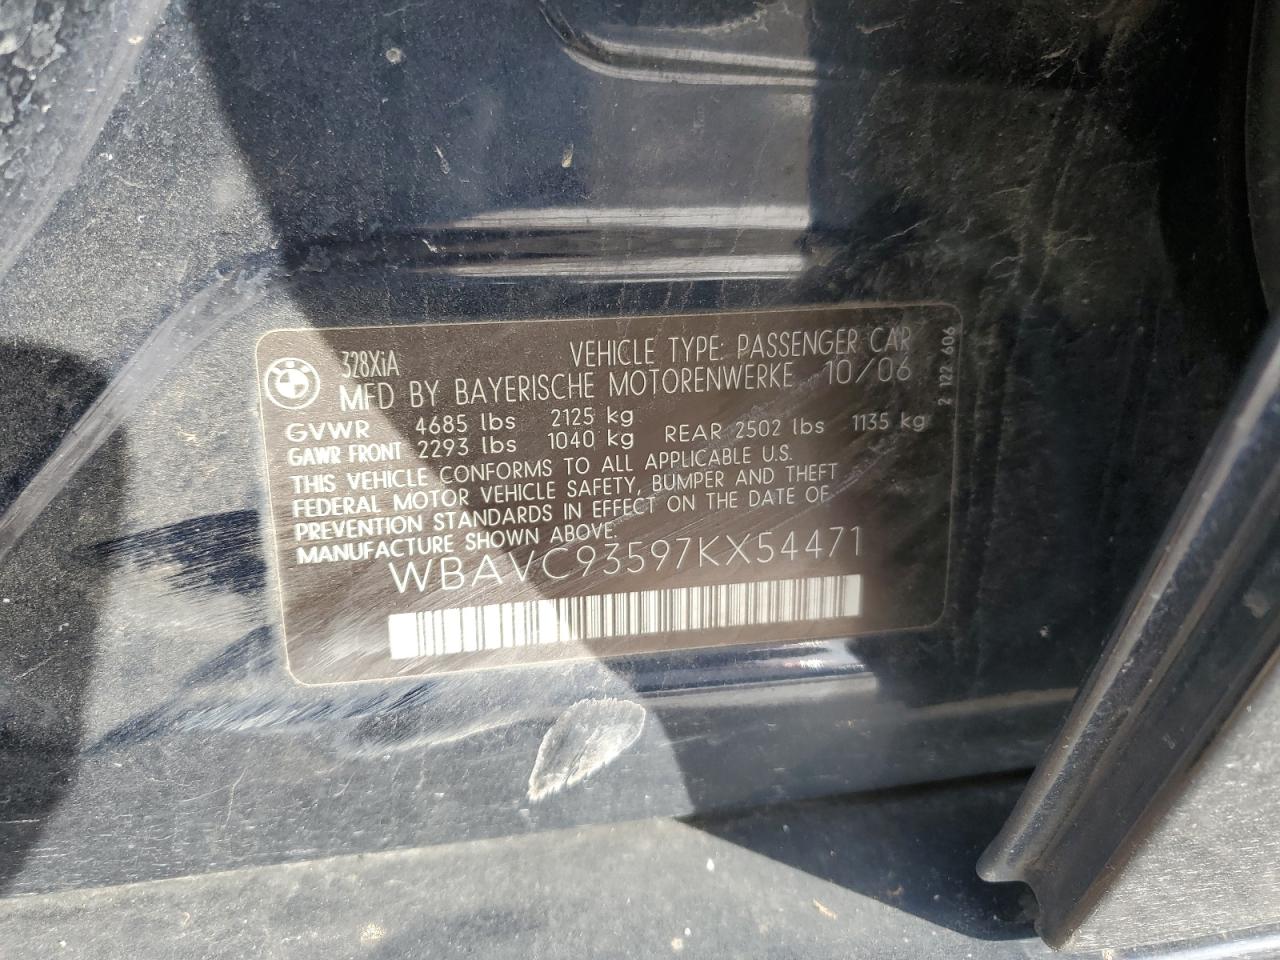 328XiA VEHICLE TYPE: PASSENGER CAR
MFD BY BAYERISCHE MOTORENWERKE 10/06
GVWR 4685 lbs 2125 kg
GAWR FRONT 2293 lbs 1040 kg REAR 2502 lbs 1135 kg
THIS VEHICLE CONFORMS TO ALL APPLICABLE U.S.
FEDERAL MOTOR VEHICLE SAFETY, BUMPER AND THEFT
PREVENTION STANDARDS IN EFFECT ON THE DATE OF
MANUFACTURE SHOWN ABOVE:
WBAVC93597KX54471
2 122 606